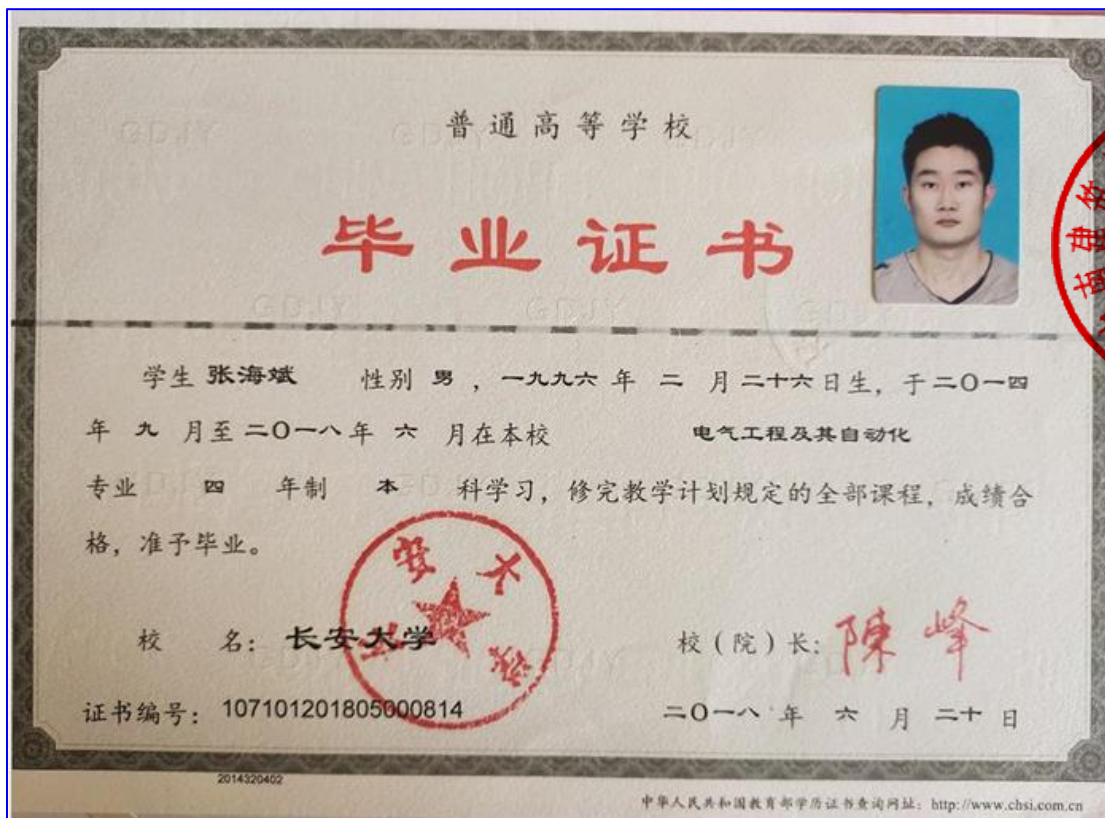 普通高等学校
毕业证书
学生 张海斌 性别 男 ，一九九六 年 二 月 二十六 日生，于 二〇一四
年 九 月至 二〇一八 年 六 月在本校 电气工程及其自动化
专业 四 年制 本 科学习，修完教学计划规定的全部课程，成绩合
格，准予毕业。
长安大学
校 名： 长安大学 校（院）长： 陳峰
证书编号： 107101201805000814 二〇一八 年 六 月 二十 日
2014320402
中华人民共和国教育部学历证书查询网址：http://www.chsi.com.cn